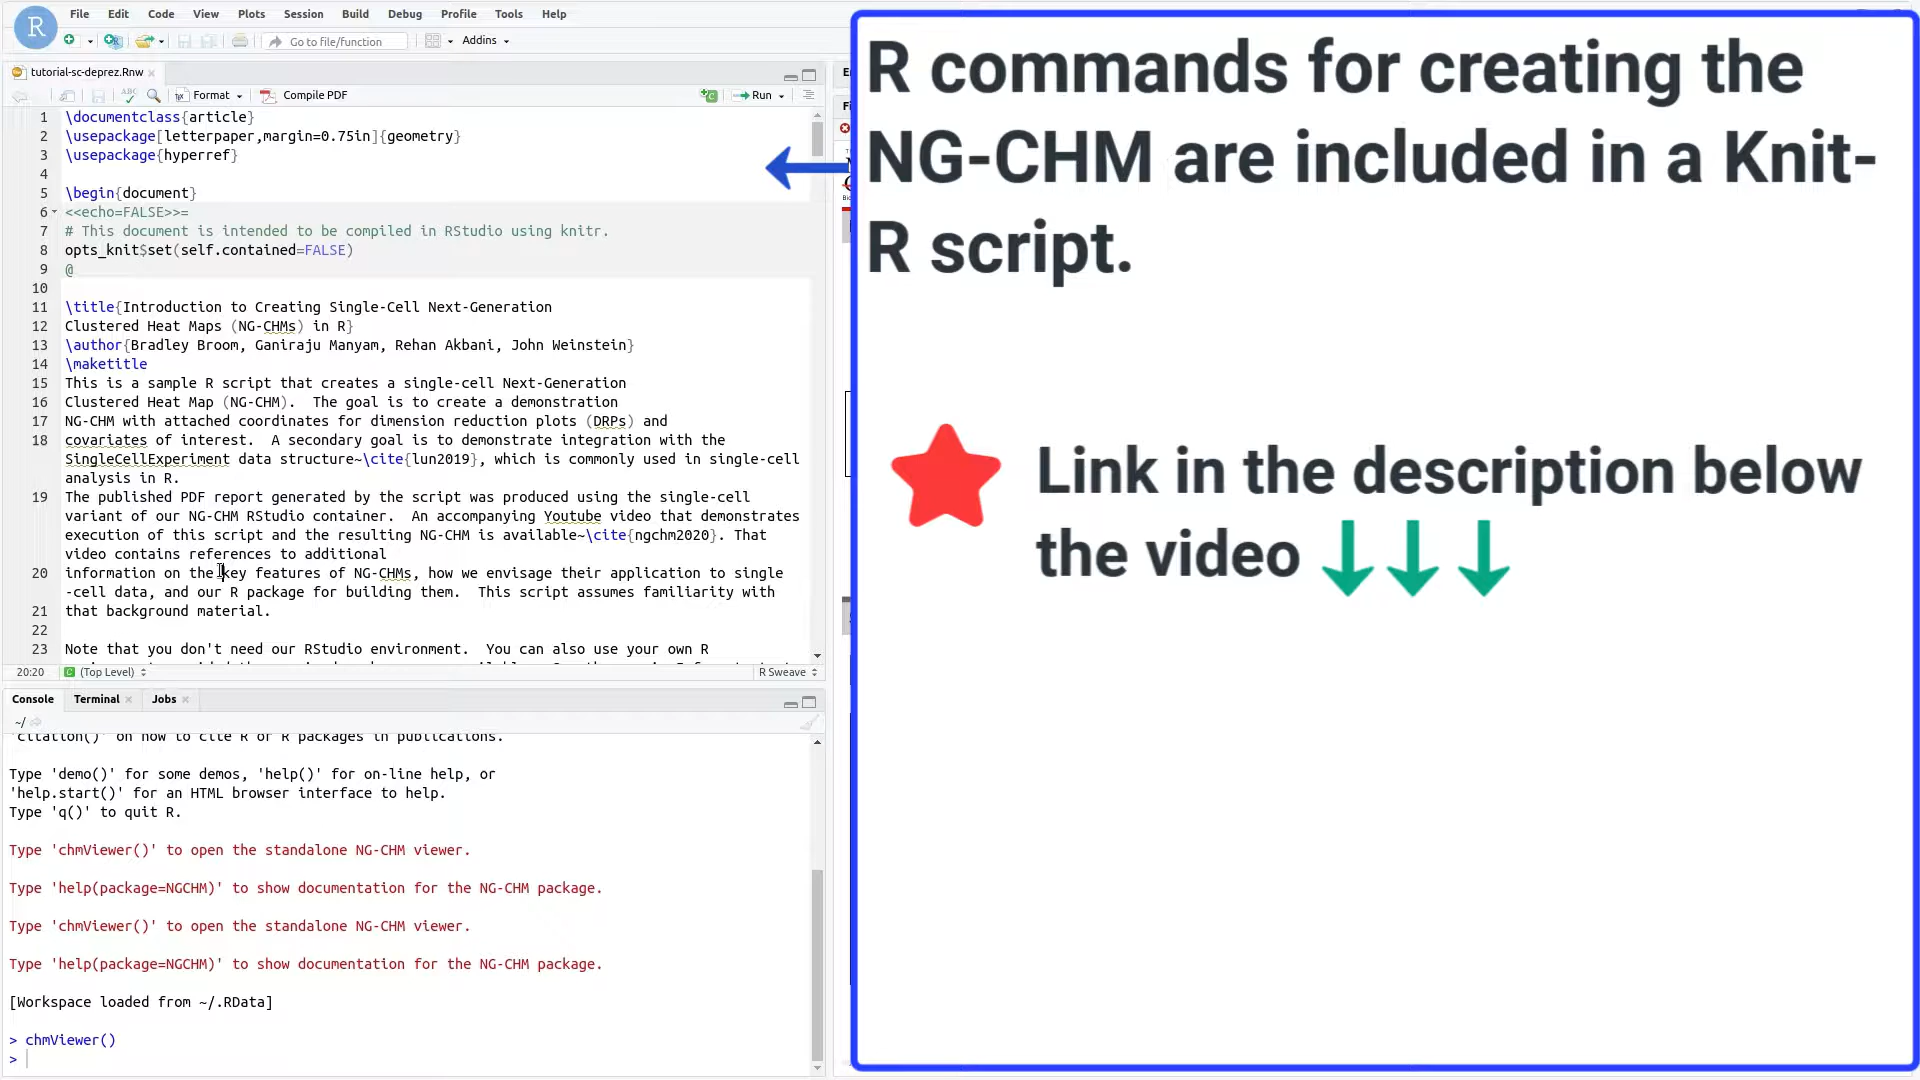 File Edit Code View Plots Session Build Debug Profile Tools Help
R
Go to file/function
Addins
tutorial-sc-deprez.Rnw
ABC
Format
Compile PDF
Run
1 \documentclass{article}
2 \usepackage[letterpaper,margin=0.75in]{geometry}
3 \usepackage{hyperref}
4
5 \begin{document}
6 <<echo=FALSE>>=
7 # This document is intended to be compiled in RStudio using knitr.
8 opts_knit$set(self.contained=FALSE)
9 @
10
11 \title{Introduction to Creating Single-Cell Next-Generation
12 Clustered Heat Maps (NG-CHMs) in R}
13 \author{Bradley Broom, Ganiraju Manyam, Rehan Akbani, John Weinstein}
14 \maketitle
15 This is a sample R script that creates a single-cell Next-Generation
16 Clustered Heat Map (NG-CHM).  The goal is to create a demonstration
17 NG-CHM with attached coordinates for dimension reduction plots (DRPs) and
18 covariates of interest.  A secondary goal is to demonstrate integration with the
SingleCellExperiment data structure~\cite{lun2019}, which is commonly used in single-cell
analysis in R.
19 The published PDF report generated by the script was produced using the single-cell
variant of our NG-CHM RStudio container.  An accompanying Youtube video that demonstrates
execution of this script and the resulting NG-CHM is available~\cite{ngchm2020}. That
video contains references to additional
20 information on the key features of NG-CHMs, how we envisage their application to single
-cell data, and our R package for building them.  This script assumes familiarity with
21 that background material.
22
23 Note that you don't need our RStudio environment.  You can also use your own R
20:20
(Top Level)
R Sweave
Console Terminal Jobs
~/
'citation()' on how to cite R or R packages in publications.
Type 'demo()' for some demos, 'help()' for on-line help, or
'help.start()' for an HTML browser interface to help.
Type 'q()' to quit R.
Type 'chmViewer()' to open the standalone NG-CHM viewer.
Type 'help(package=NGCHM)' to show documentation for the NG-CHM package.
Type 'chmViewer()' to open the standalone NG-CHM viewer.
Type 'help(package=NGCHM)' to show documentation for the NG-CHM package.
[Workspace loaded from ~/.RData]
> chmViewer()
>
R commands for creating the
NG-CHM are included in a Knit-
R script.
Link in the description below
the video